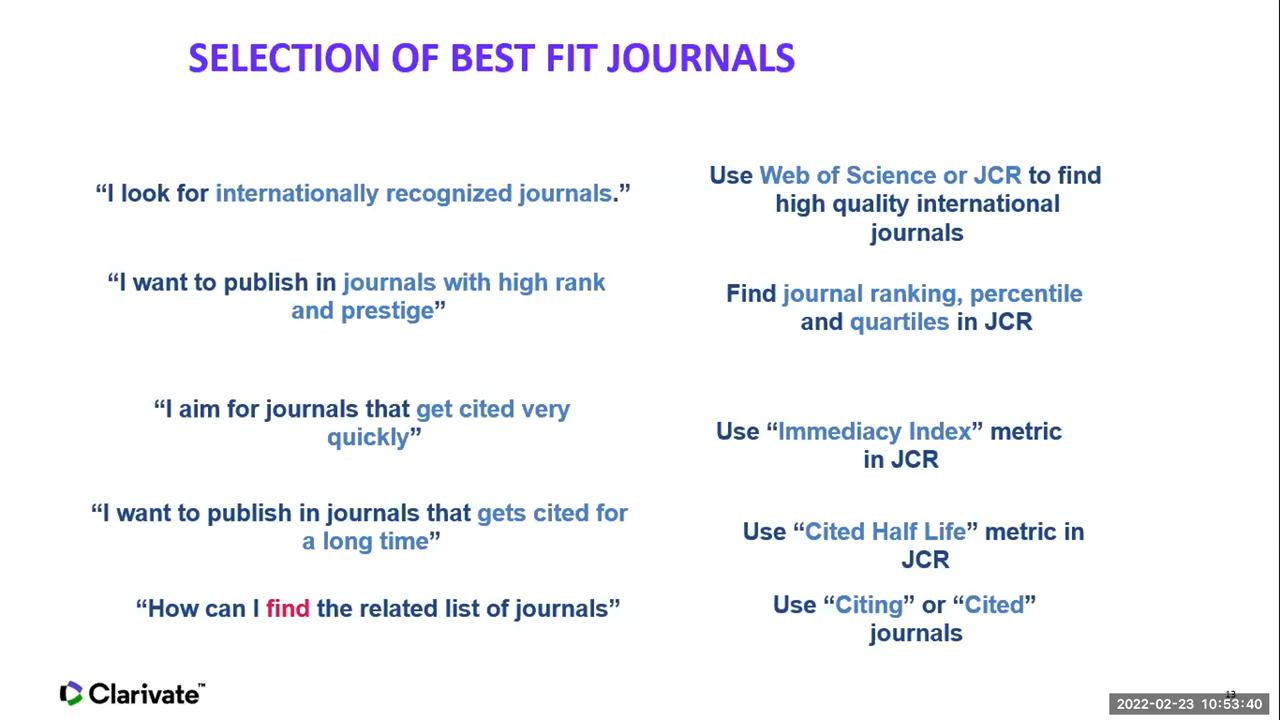 SELECTION OF BEST FIT JOURNALS
“I look for internationally recognized journals.”
Use Web of Science or JCR to find
high quality international
journals
“I want to publish in journals with high rank
and prestige”
Find journal ranking, percentile
and quartiles in JCR
“I aim for journals that get cited very
quickly”
Use “Immediacy Index” metric
in JCR
“I want to publish in journals that gets cited for
a long time”
Use “Cited Half Life” metric in
JCR
“How can I find the related list of journals”
Use “Citing” or “Cited”
journals
Clarivate™
13
2022-02-23 10:53:40